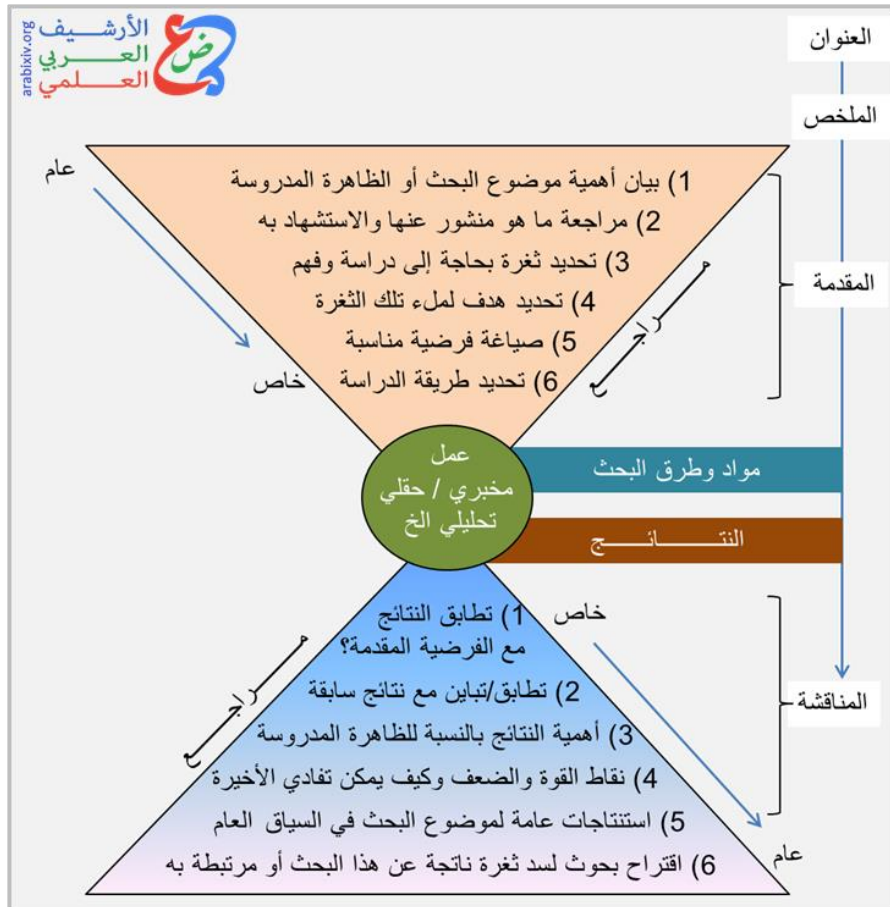 الأرشيف
العربي
العلمي
arabixiv.org
ض
العنوان
الملخص
عام
1) بيان أهمية موضوع البحث أو الظاهرة المدروسة
2) مراجعة ما هو منشور عنها والاستشهاد به
3) تحديد ثغرة بحاجة إلى دراسة وفهم
4) تحديد هدف لملء تلك الثغرة
5) صياغة فرضية مناسبة
6) تحديد طريقة الدراسة
خاص
مراجع
المقدمة
عمل
مخبري / حقلي
تحليلي الخ
مواد وطرق البحث
النتائج
1) تطابق النتائج
مع الفرضية المقدمة؟
2) تطابق/تباين مع نتائج سابقة
3) أهمية النتائج بالنسبة للظاهرة المدروسة
4) نقاط القوة والضعف وكيف يمكن تفادي الأخيرة
5) استنتاجات عامة لموضوع البحث في السياق العام
6) اقتراح بحوث لسد ثغرة ناتجة عن هذا البحث أو مرتبطة به
خاص
مراجع
المناقشة
عام